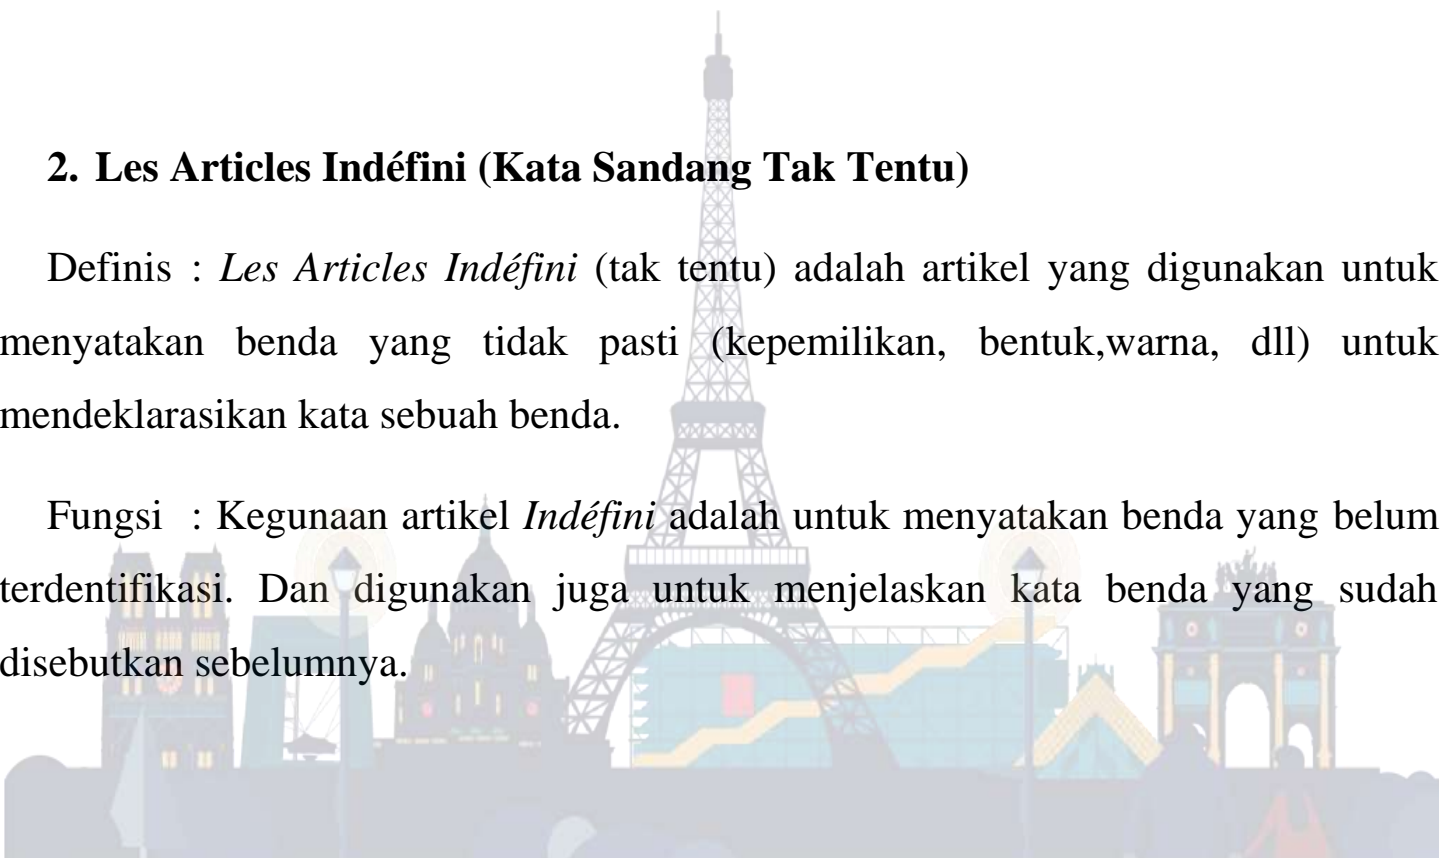 2. Les Articles Indéfini (Kata Sandang Tak Tentu)
Definis : Les Articles Indéfini (tak tentu) adalah artikel yang digunakan untuk
menyatakan benda yang tidak pasti (kepemilikan, bentuk,warna, dll) untuk
mendeklarasikan kata sebuah benda.
Fungsi : Kegunaan artikel Indéfini adalah untuk menyatakan benda yang belum
terdentifikasi. Dan digunakan juga untuk menjelaskan kata benda yang sudah
disebutkan sebelumnya.